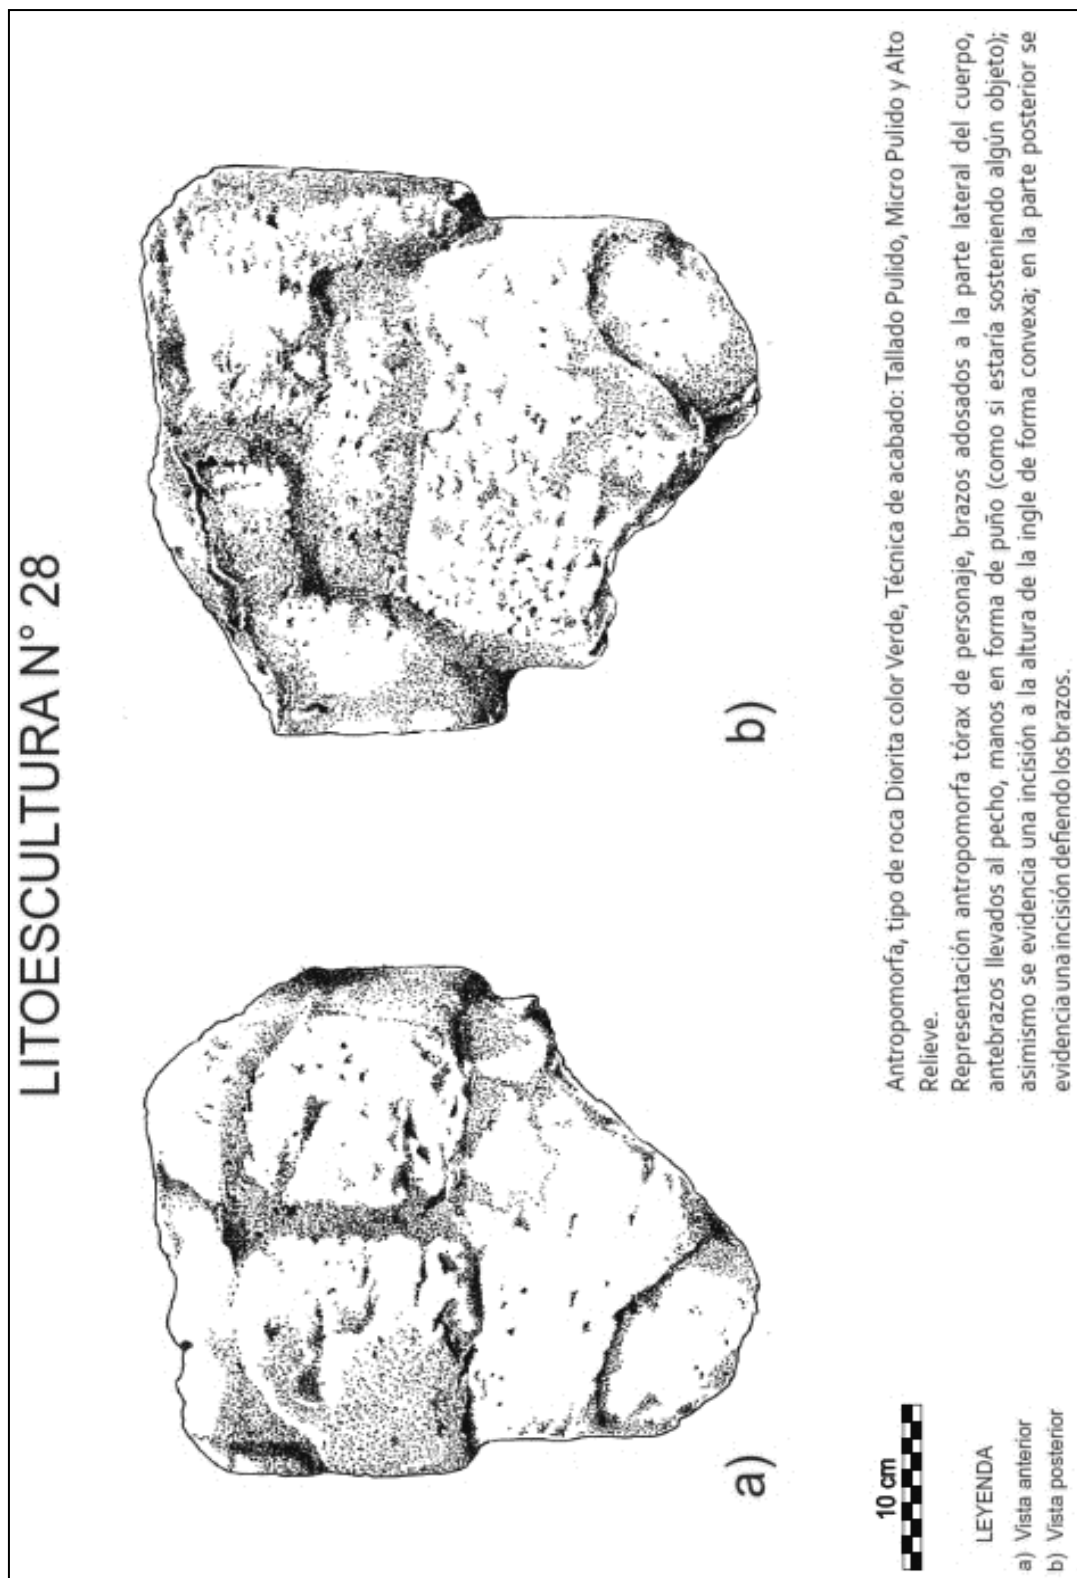 LITOESCULTURA N° 28
a)
b)
10 cm
LEYENDA
a) Vista anterior
b) Vista posterior
Antropomorfa, tipo de roca Diorita color Verde, Técnica de acabado: Tallado Pulido, Micro Pulido y Alto
Relieve.
Representación antropomorfa tórax de personaje, brazos adosados a la parte lateral del cuerpo,
antebrazos llevados al pecho, manos en forma de puño (como si estaría sosteniendo algún objeto);
asimismo se evidencia una incisión a la altura de la ingle de forma convexa; en la parte posterior se
evidencia una incisión defiendo los brazos.